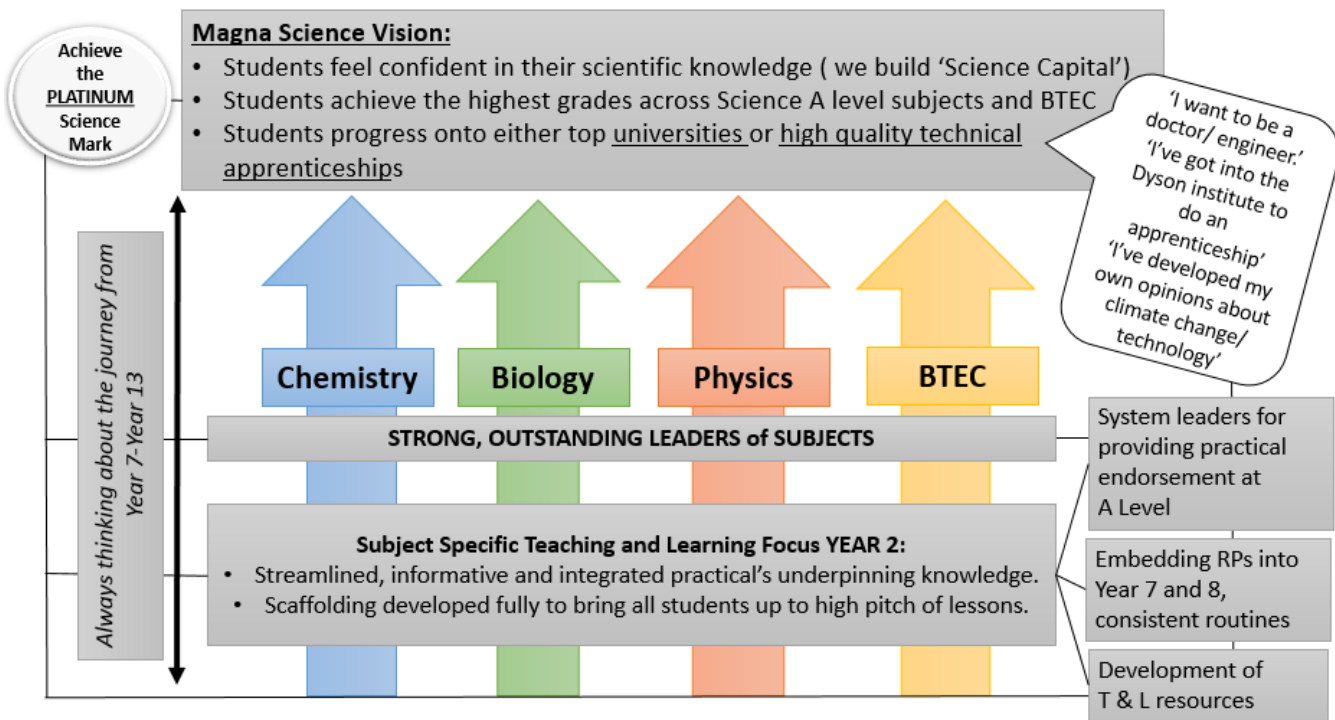 Achieve
the
PLATINUM
Science
Mark
Magna Science Vision:
• Students feel confident in their scientific knowledge ( we build ‘Science Capital’)
• Students achieve the highest grades across Science A level subjects and BTEC
• Students progress onto either top universities or high quality technical
apprenticeships
‘I want to be a
doctor/ engineer.’
‘I’ve got into the
Dyson institute to
do an
apprenticeship’
‘I’ve developed my
own opinions about
climate change/
technology’
Always thinking about the journey from
Year 7-Year 13
Chemistry
Biology
Physics
BTEC
STRONG, OUTSTANDING LEADERS of SUBJECTS
Subject Specific Teaching and Learning Focus YEAR 2:
• Streamlined, informative and integrated practical’s underpinning knowledge.
• Scaffolding developed fully to bring all students up to high pitch of lessons.
System leaders for
providing practical
endorsement at
A Level
Embedding RPs into
Year 7 and 8,
consistent routines
Development of
T & L resources